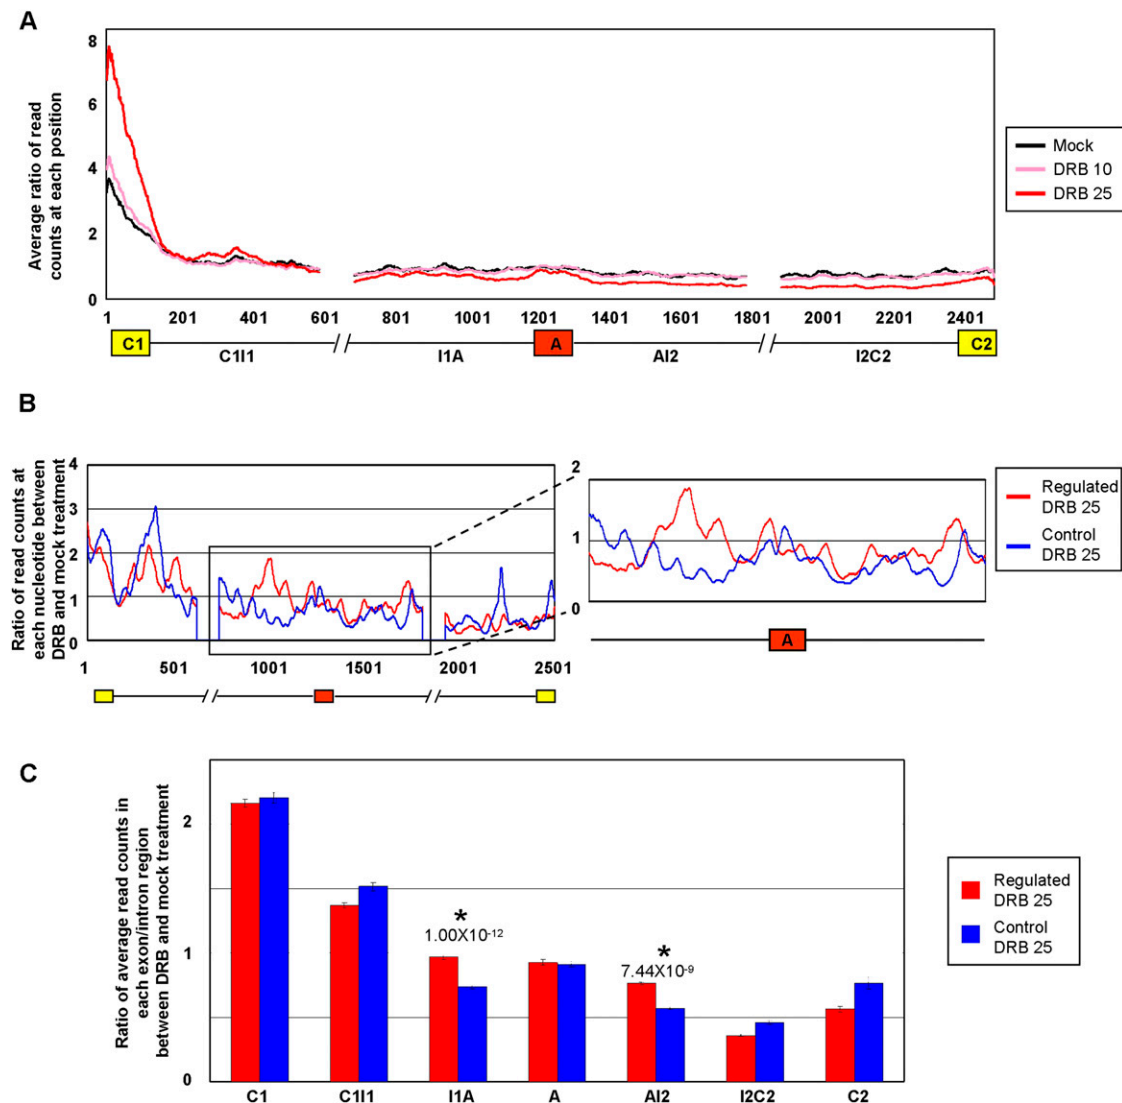 A
Average ratio of read
counts at each position
8
6
4
2
0
1 201 401 601 801 1001 1201 1401 1601 1801 2001 2201 2401
C1 C1I1 I1A A AI2 I2C2 C2
Mock
DRB 10
DRB 25
B
Ratio of read counts at
each nucleotide between
DRB and mock treatment
4
3
2
1
0
1 501 1001 1501 2001 2501
2
1
0
A
Regulated
DRB 25
Control
DRB 25
C
Ratio of average read counts in
each exon/intron region
between DRB and mock treatment
2
1
0
*
1.00X10-12
*
7.44X10-9
C1 C1I1 I1A A AI2 I2C2 C2
Regulated
DRB 25
Control
DRB 25